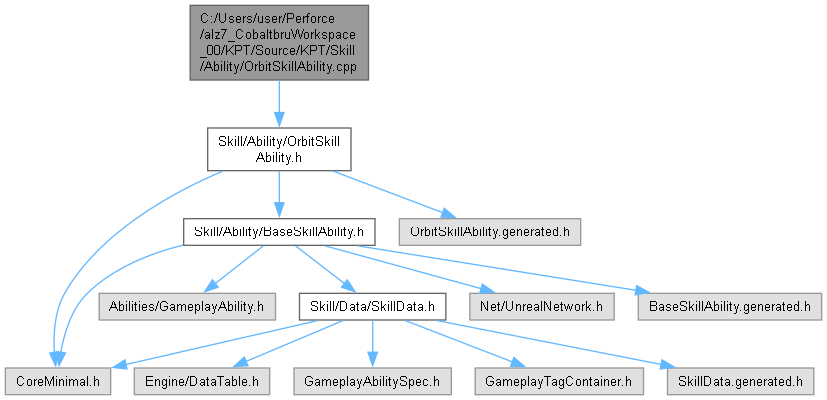 C:/Users/user/Perforce
/alz7_CobaltbruWorkspace
_00/KPT/Source/KPT/Skill
/Ability/OrbitSkillAbility.cpp
Skill/Ability/OrbitSkill
Ability.h
Skill/Ability/BaseSkillAbility.h
OrbitSkillAbility.generated.h
Abilities/GameplayAbility.h
Skill/Data/SkillData.h
Net/UnrealNetwork.h
BaseSkillAbility.generated.h
CoreMinimal.h
Engine/DataTable.h
GameplayAbilitySpec.h
GameplayTagContainer.h
SkillData.generated.h